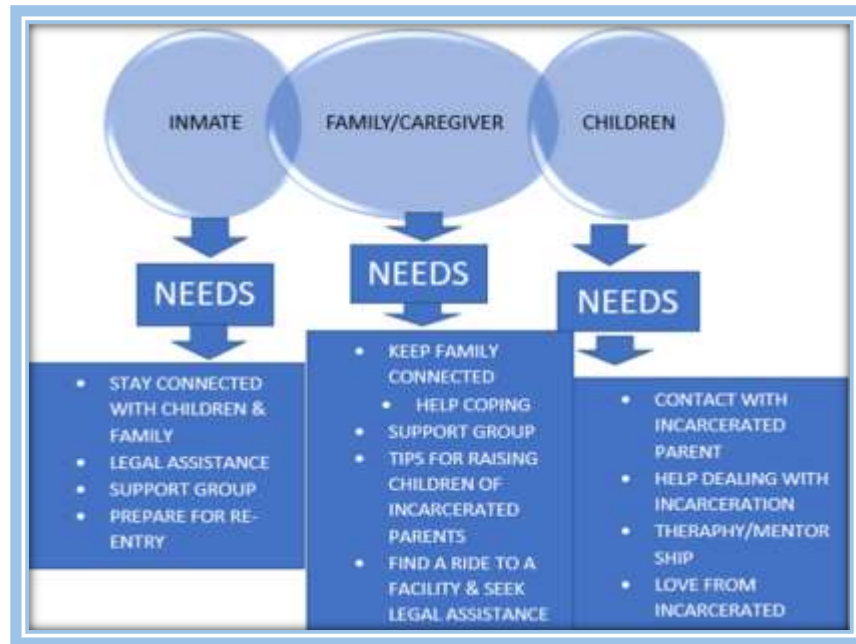 INMATE
FAMILY/CAREGIVER
CHILDREN
NEEDS
NEEDS
NEEDS
• STAY CONNECTED
WITH CHILDREN &
FAMILY
• LEGAL ASSISTANCE
• SUPPORT GROUP
• PREPARE FOR RE-
ENTRY
• KEEP FAMILY
CONNECTED
• HELP COPING
• SUPPORT GROUP
• TIPS FOR RAISING
CHILDREN OF
INCARCERATED
PARENTS
• FIND A RIDE TO A
FACILITY & SEEK
LEGAL ASSISTANCE
• CONTACT WITH
INCARCERATED
PARENT
• HELP DEALING WITH
INCARCERATION
• THERAPHY/MENTOR
SHIP
• LOVE FROM
INCARCERATED